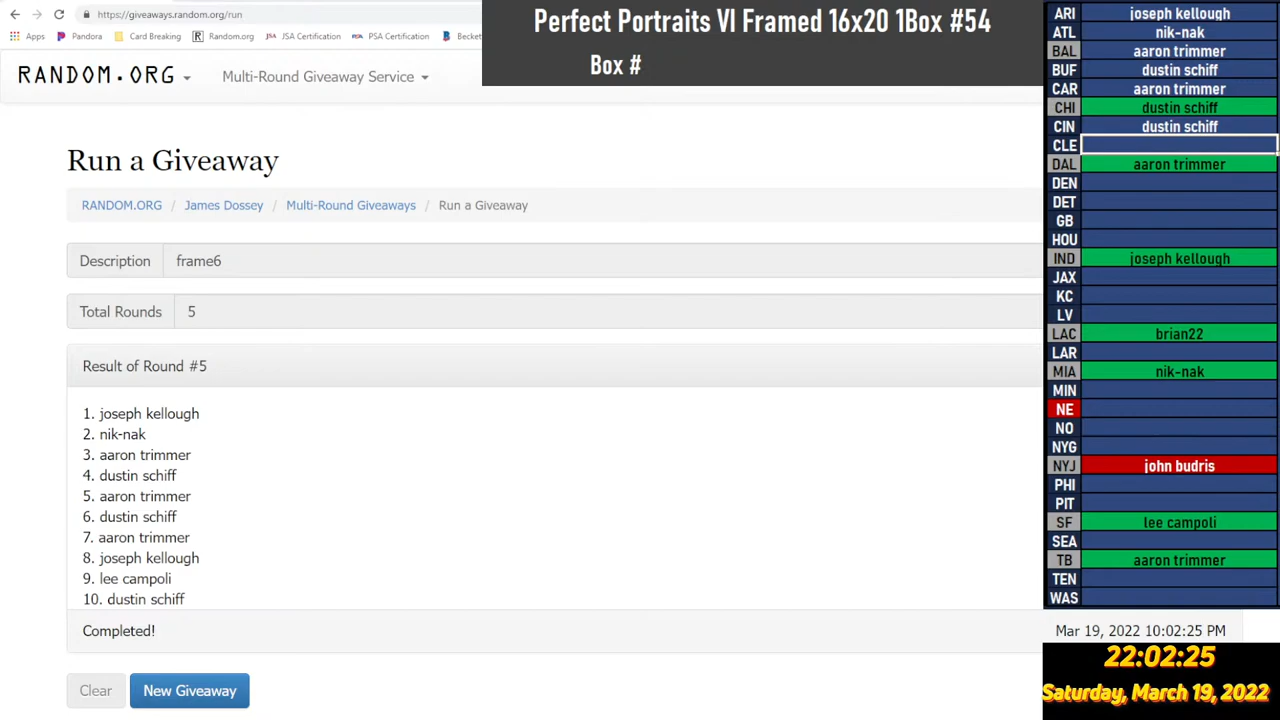 https://giveaways.random.org/run
Apps Pandora Card Breaking Random.org JSA Certification PSA Certification Becket
Perfect Portraits VI Framed 16x20 1Box #54
Box #
RANDOM.ORG Multi-Round Giveaway Service
Run a Giveaway
RANDOM.ORG / James Dossey / Multi-Round Giveaways / Run a Giveaway
Description frame6
Total Rounds 5
Result of Round #5
1. joseph kellough
2. nik-nak
3. aaron trimmer
4. dustin schiff
5. aaron trimmer
6. dustin schiff
7. aaron trimmer
8. joseph kellough
9. lee campoli
10. dustin schiff
Completed!
Clear New Giveaway
ARI joseph kellough
ATL nik-nak
BAL aaron trimmer
BUF dustin schiff
CAR aaron trimmer
CHI dustin schiff
CIN dustin schiff
CLE
DAL aaron trimmer
DEN
DET
GB
HOU
IND joseph kellough
JAX
KC
LV
LAC brian22
LAR
MIA nik-nak
MIN
NE
NO
NYG
NYJ john budris
PHI
PIT
SF lee campoli
SEA
TB aaron trimmer
TEN
WAS
Mar 19, 2022 10:02:25 PM
22:02:25
Saturday, March 19, 2022